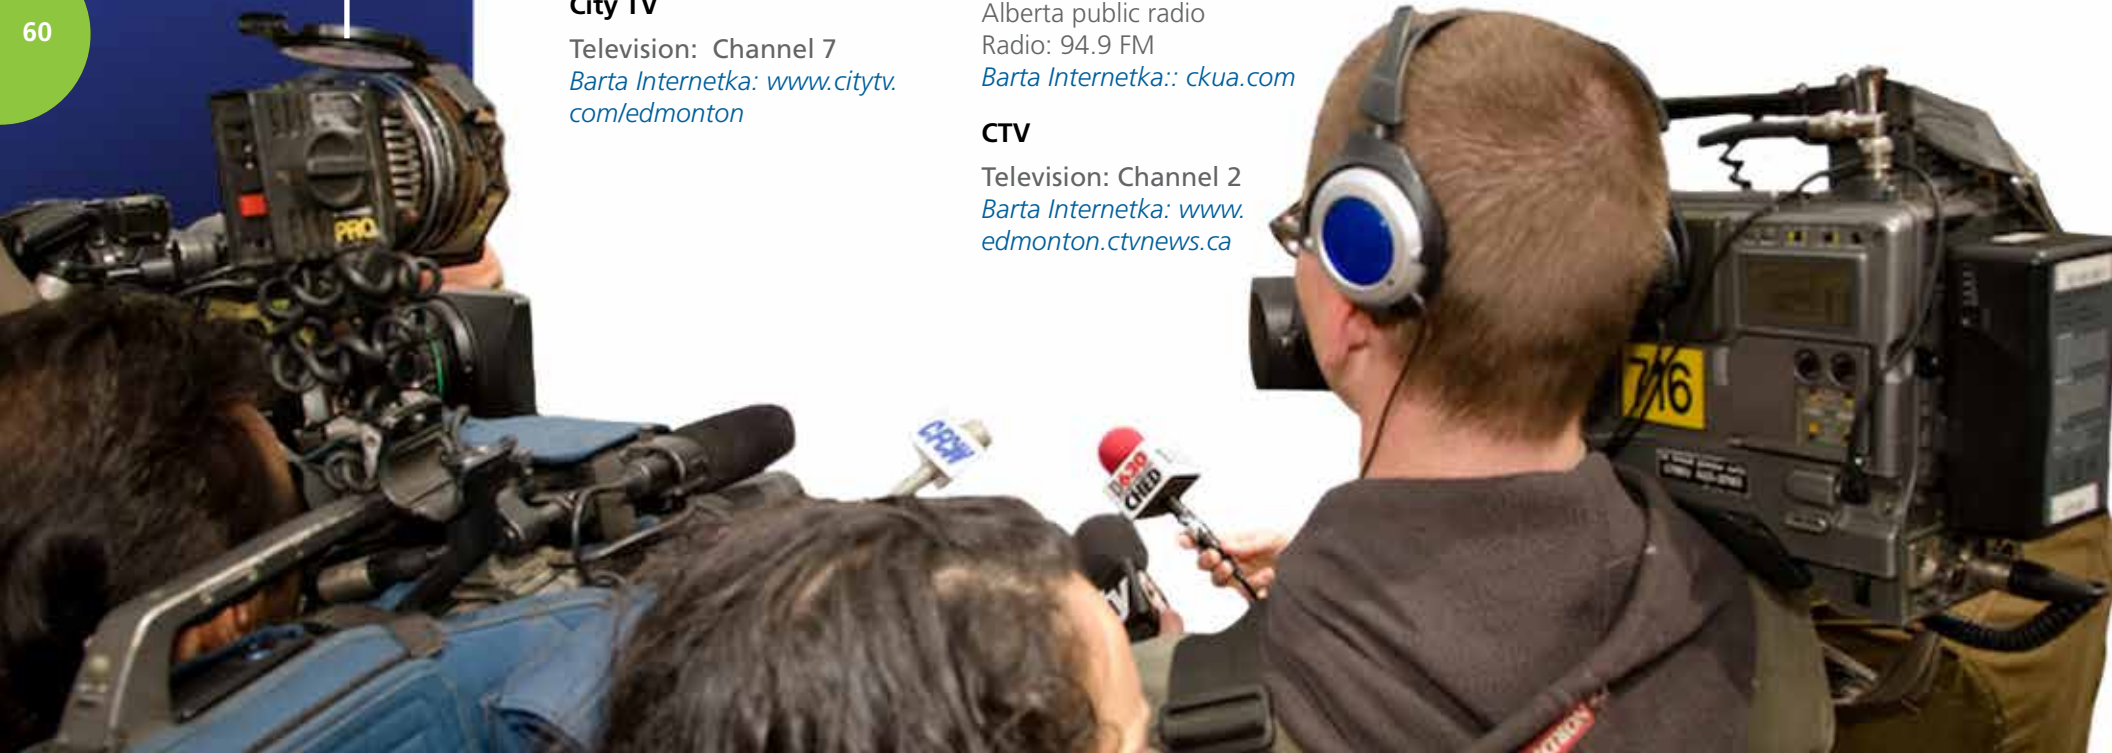 60
City TV
Television: Channel 7
Barta Internetka: www.citytv.
com/edmonton
Alberta public radio
Radio: 94.9 FM
Barta Internetka:: ckua.com
CTV
Television: Channel 2
Barta Internetka: www.
edmonton.ctvnews.ca
PRO
CFCW
630
CHED
716